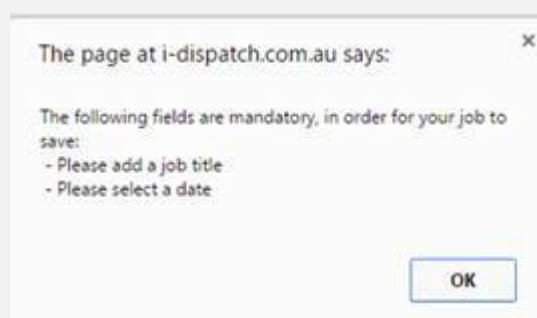 The page at i-dispatch.com.au says:
The following fields are mandatory, in order for your job to
save:
- Please add a job title
- Please select a date
OK